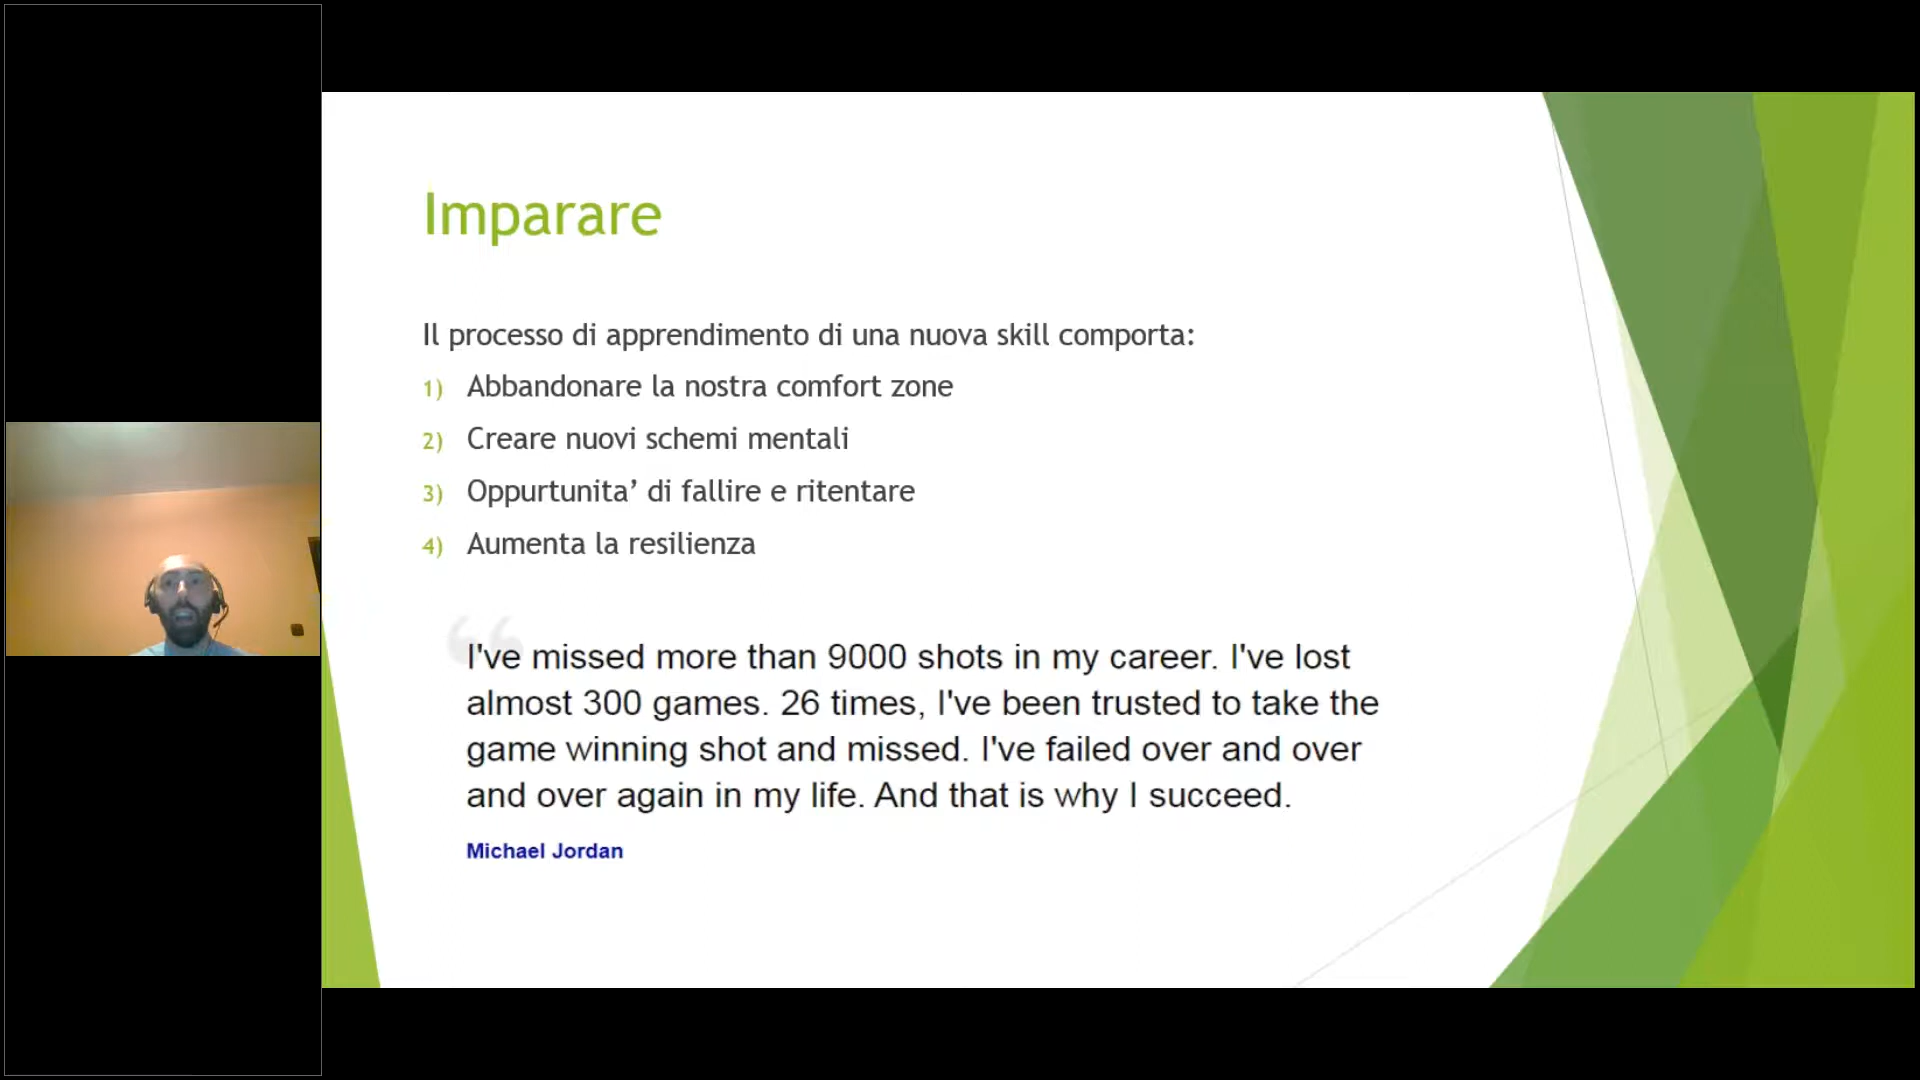 Imparare
Il processo di apprendimento di una nuova skill comporta:
1) Abbandonare la nostra comfort zone
2) Creare nuovi schemi mentali
3) Oppurtunita’ di fallire e ritentare
4) Aumenta la resilienza
“
I've missed more than 9000 shots in my career. I've lost
almost 300 games. 26 times, I've been trusted to take the
game winning shot and missed. I've failed over and over
and over again in my life. And that is why I succeed.
Michael Jordan